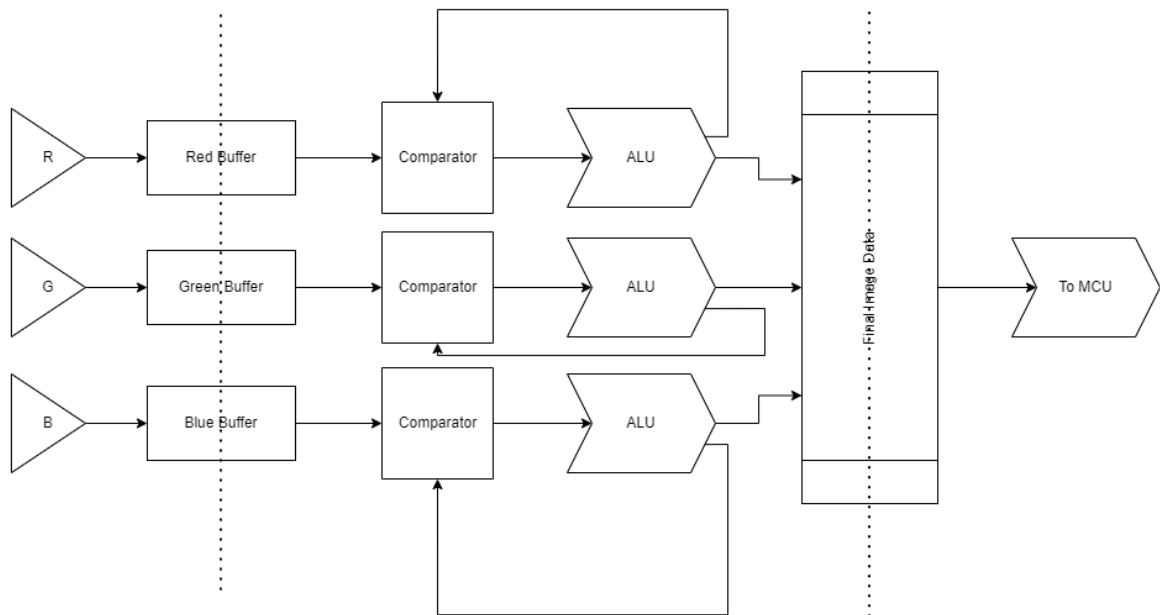 R
Red Buffer
Comparator
ALU
G
Green Buffer
Comparator
ALU
Final Image Data
To MCU
B
Blue Buffer
Comparator
ALU